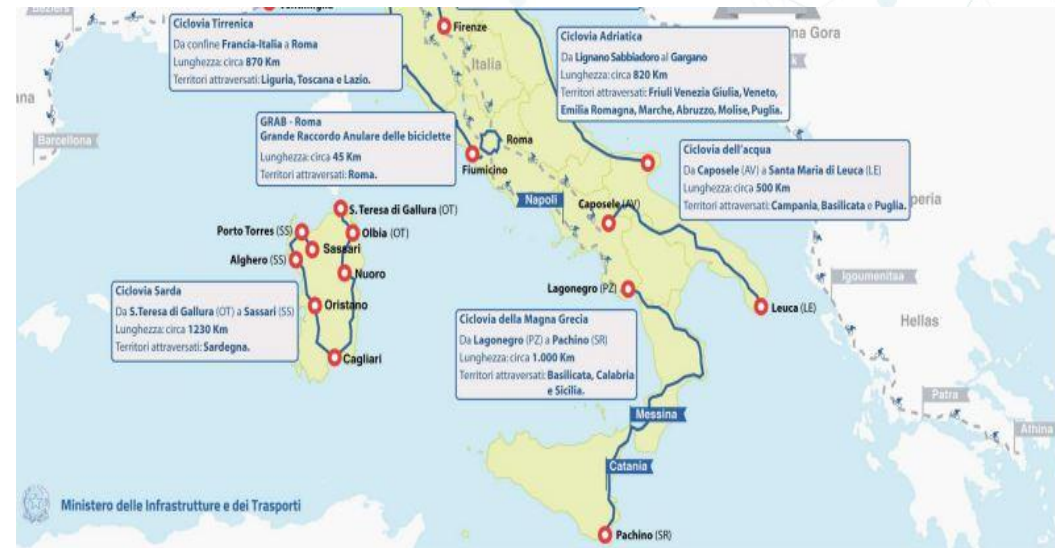 Ciclovia Tirrenica
Da confine Francia-Italia a Roma
Lunghezza: circa 870 Km
Territori attraversati: Liguria, Toscana e Lazio.
Firenze
Italia
Ciclovia Adriatica
Da Lignano Sabbiadoro al Gargano
Lunghezza: circa 820 Km
Territori attraversati: Friuli Venezia Giulia, Veneto,
Emilia Romagna, Marche, Abruzzo, Molise, Puglia.
na Gora
ana
Barcellona
GRAB - Roma
Grande Raccordo Anulare delle biciclette
Lunghezza: circa 45 Km
Territori attraversati: Roma.
Roma
Fiumicino
Ciclovia dell'acqua
Da Caposele (AV) a Santa Maria di Leuca (LE)
Lunghezza: circa 500 Km
Territori attraversati: Campania, Basilicata e Puglia.
peria
Napoli
Caposele (AV)
S. Teresa di Gallura (OT)
Porto Torres (SS)
Olbia (OT)
Sassari
Alghero (SS)
Nuoro
Igoumenitsa
Lagonegro (PZ)
Leuca (LE)
Hellas
Ciclovia Sarda
Da S.Teresa di Gallura (OT) a Sassari (SS)
Lunghezza: circa 1230 Km
Territori attraversati: Sardegna.
Oristano
Cagliari
Ciclovia della Magna Grecia
Da Lagonegro (PZ) a Pachino (SR)
Lunghezza: circa 1.000 Km
Territori attraversati: Basilicata, Calabria
e Sicilia.
Patra
Messina
Athina
Catania
Ministero delle Infrastrutture e dei Trasporti
Pachino (SR)